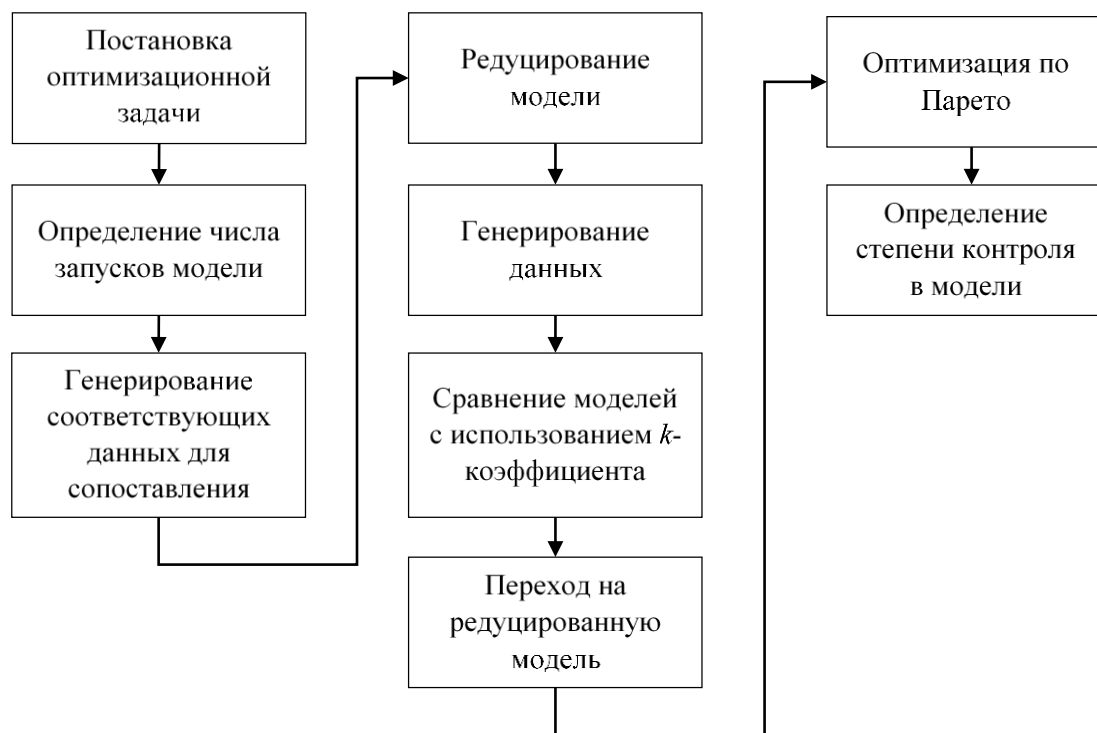 Постановка
оптимизационной
задачи
Определение числа
запусков модели
Генерирование
соответствующих
данных для
сопоставления
Редуцирование
модели
Генерирование
данных
Сравнение моделей
с использованием k-
коэффициента
Переход на
редуцированную
модель
Оптимизация по
Парето
Определение
степени контроля
в модели